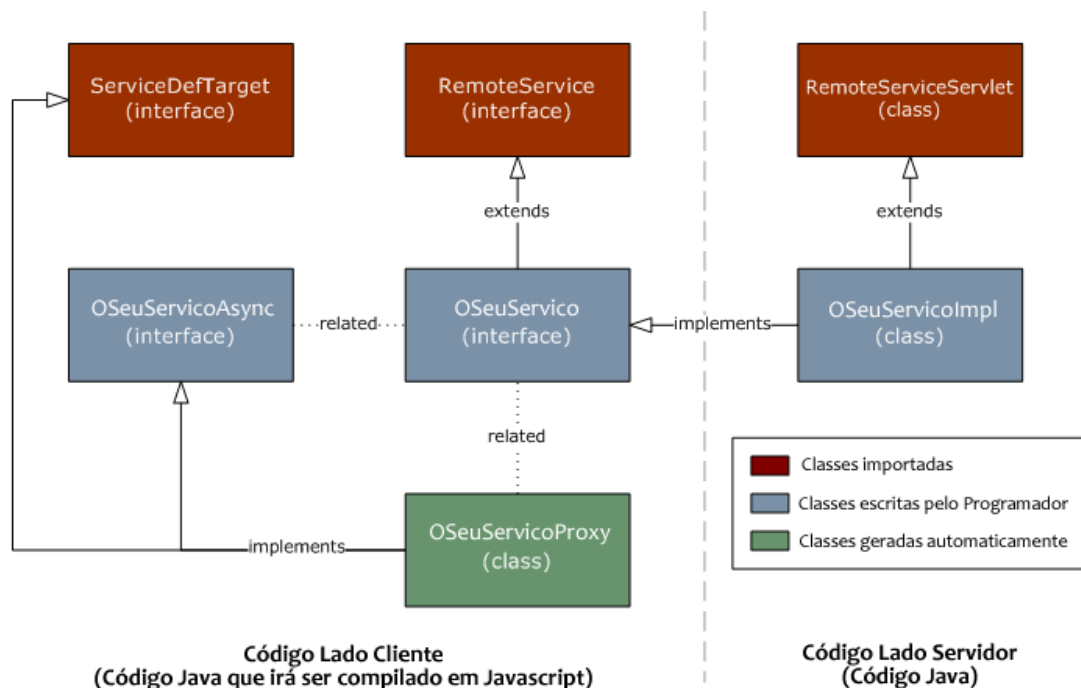 ServiceDefTarget
(interface)
RemoteService
(interface)
RemoteServiceServlet
(class)
extends
extends
OSeuServicoAsync
(interface)
related
OSeuServico
(interface)
implements
OSeuServicoImpl
(class)
related
Classes importadas
Classes escritas pelo Programador
Classes geradas automaticamente
implements
OSeuServicoProxy
(class)
Código Lado Cliente
(Código Java que irá ser compilado em Javascript)
Código Lado Servidor
(Código Java)